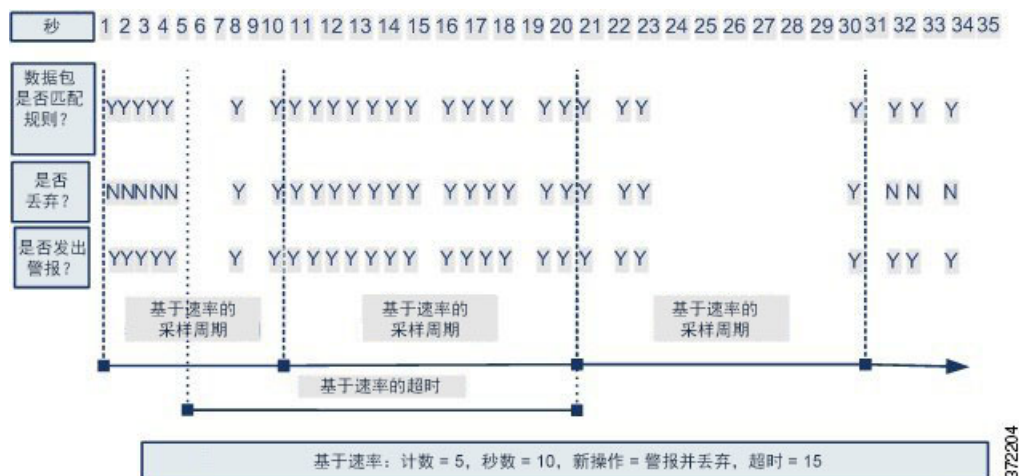 秒 1 2 3 4 5 6 7 8 9 10 11 12 13 14 15 16 17 18 19 20 21 22 23 24 25 26 27 28 29 30 31 32 33 34 35
数据包
是否匹配
规则？
YYYYY Y Y Y Y Y Y Y Y Y Y Y Y Y Y Y Y Y Y Y Y Y Y
是否
丢弃？
NNNNN Y Y Y Y Y Y Y Y Y Y Y Y Y Y Y Y Y Y Y Y N N N
是否发出
警报？
YYYYY Y Y Y Y Y Y Y Y Y Y Y Y Y Y Y Y Y Y Y Y Y Y Y
基于速率的
采样周期
基于速率的
采样周期
基于速率的
采样周期
基于速率的超时
基于速率：计数 = 5，秒数 = 10，新操作 = 警报并丢弃，超时 = 15
372204